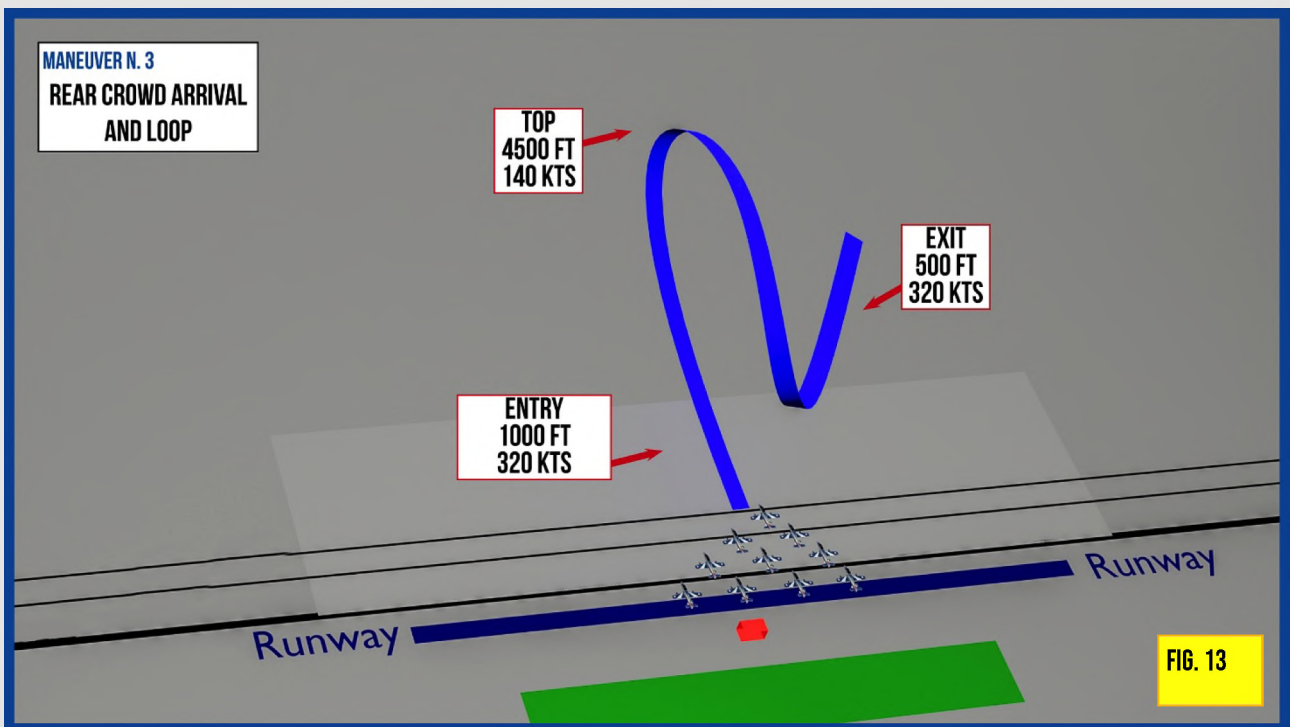 MANEUVER N. 3
REAR CROWD ARRIVAL
AND LOOP
TOP
4500 FT
140 KTS
EXIT
500 FT
320 KTS
ENTRY
1000 FT
320 KTS
Runway
Runway
FIG. 13